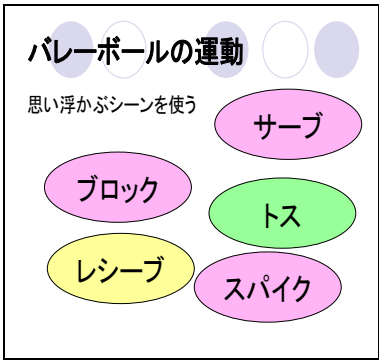 バレーボールの運動
思い浮かぶシーンを使う
サーブ
ブロック
トス
レシーブ
スパイク